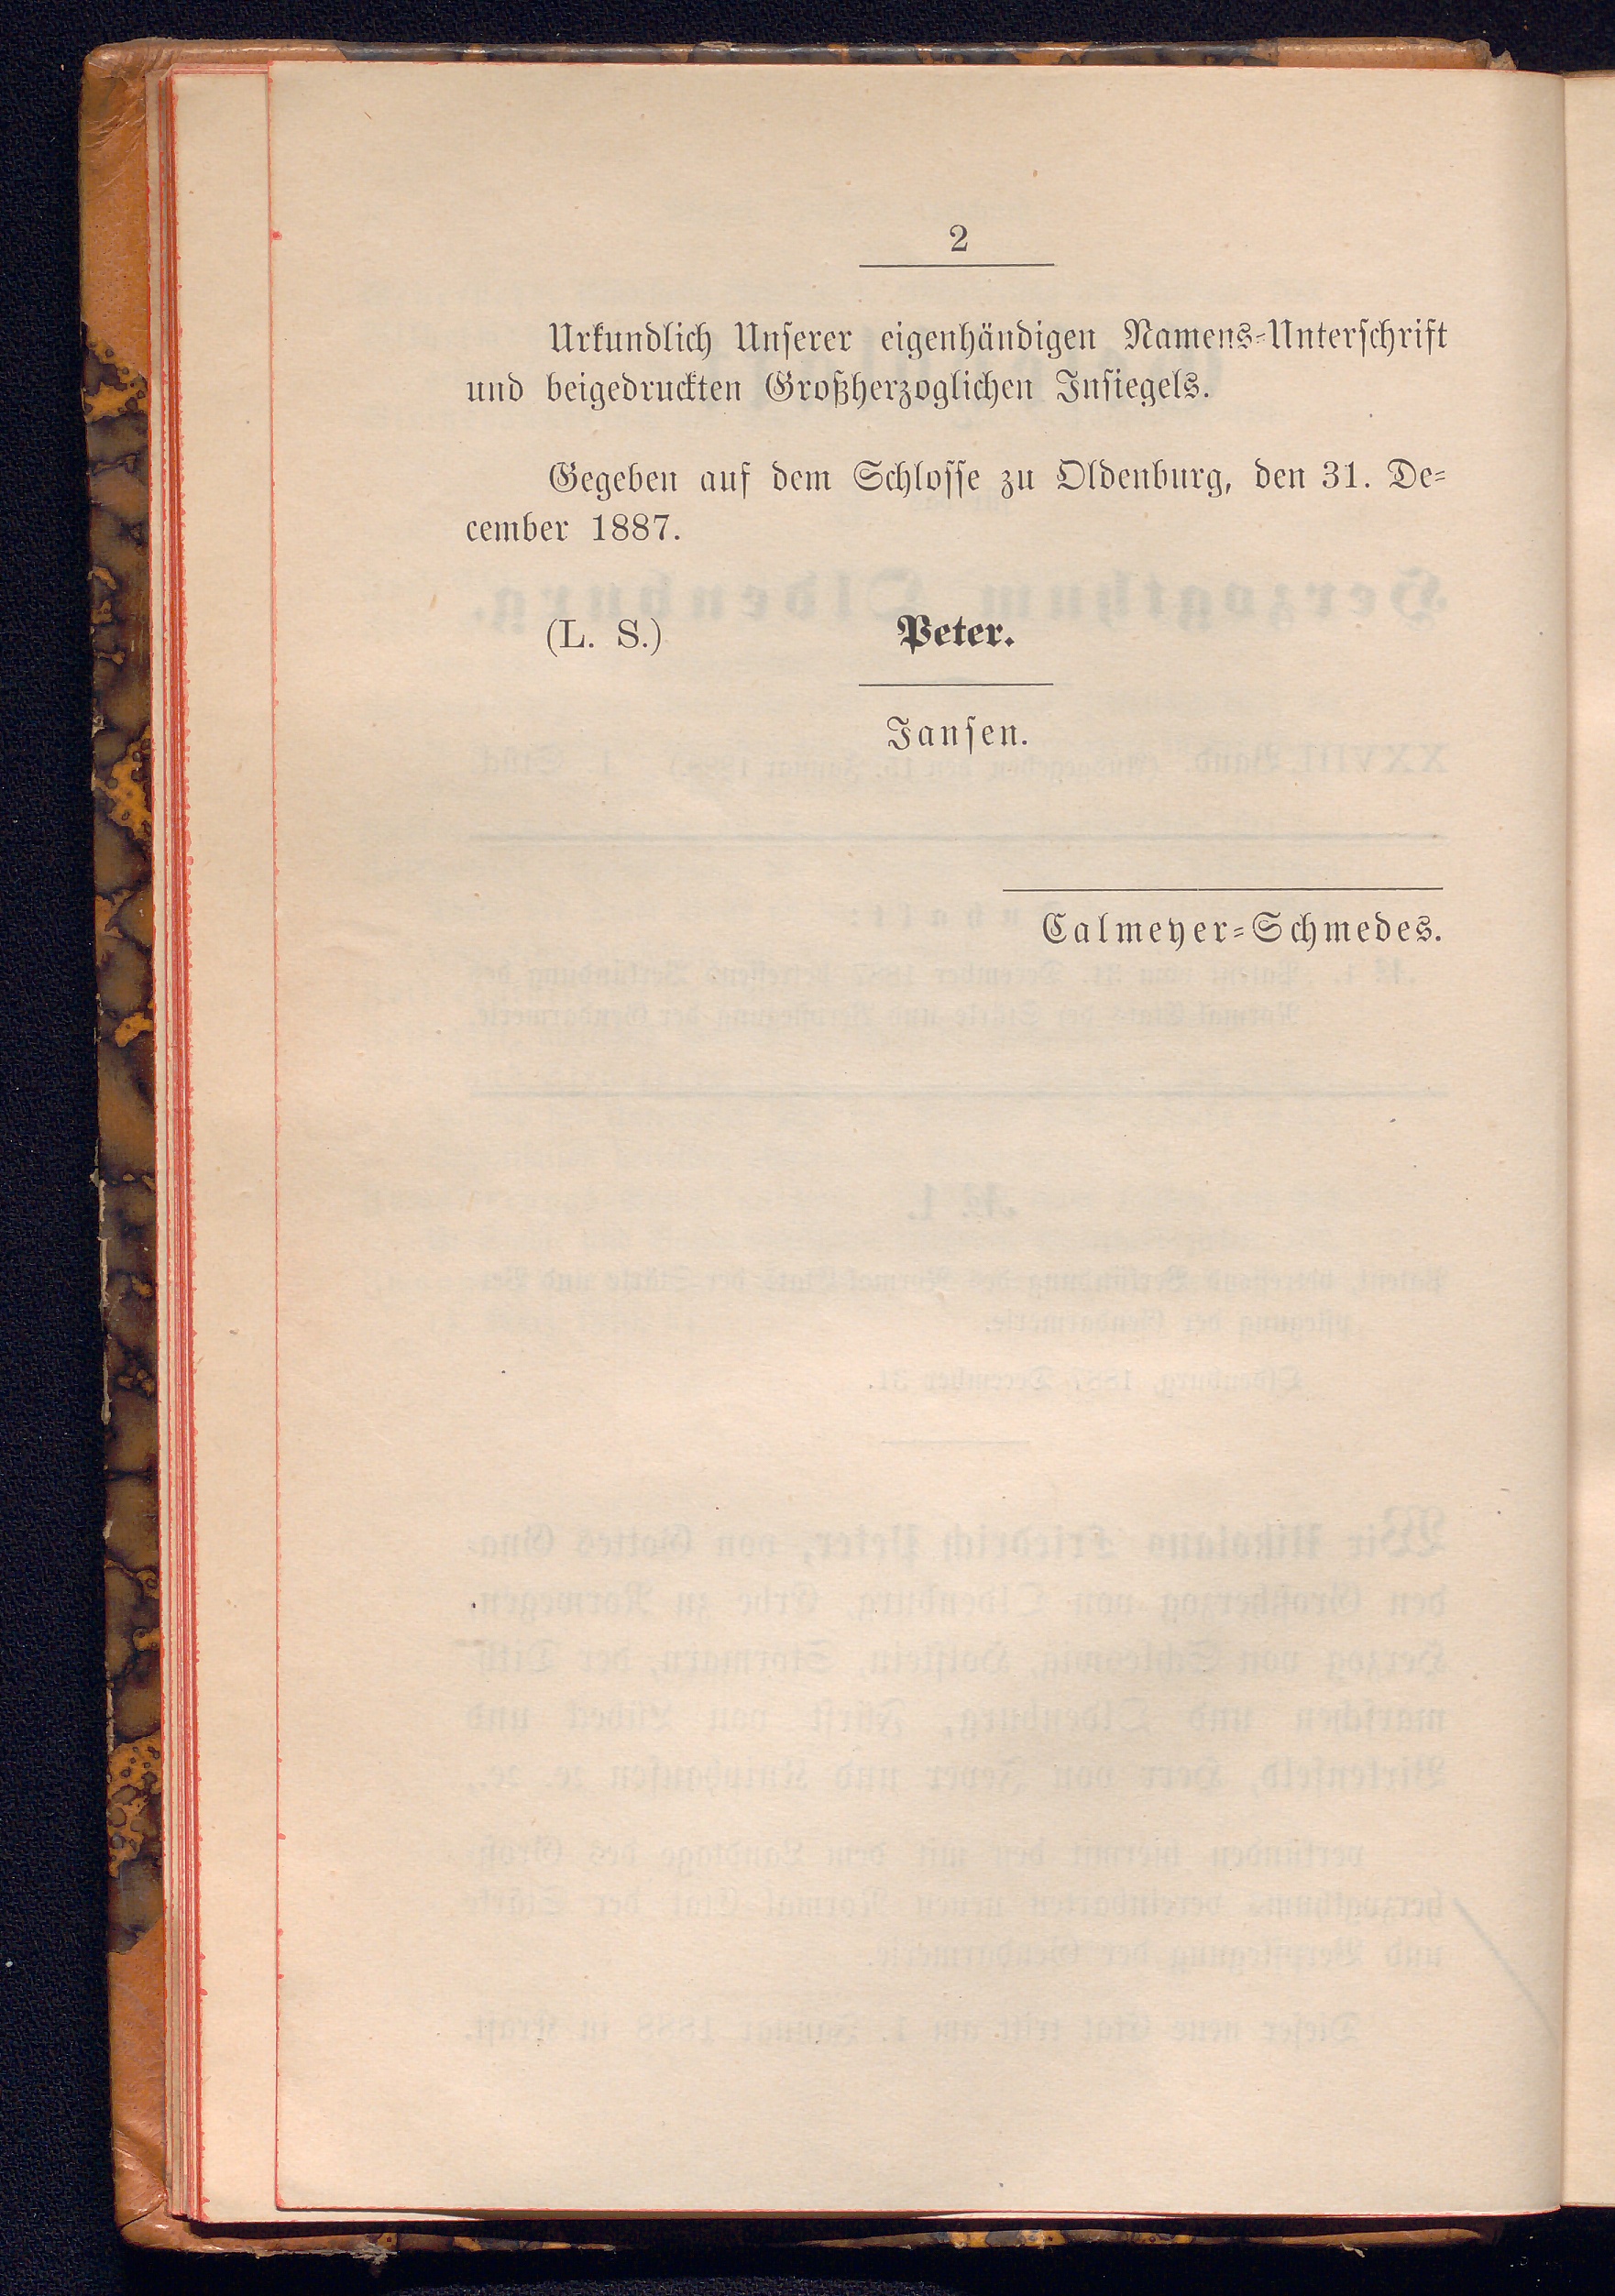 2
Urkundlich Unserer eigenhändigen Namens-Unterschrift
und beigedruckten Großherzoglichen Insiegels.
Gegeben auf dem Schlosse zu Oldenburg, den 31. De-
cember 1887.
(L. S.) Peter.
Jansen.
Calmeyer-Schmedes.